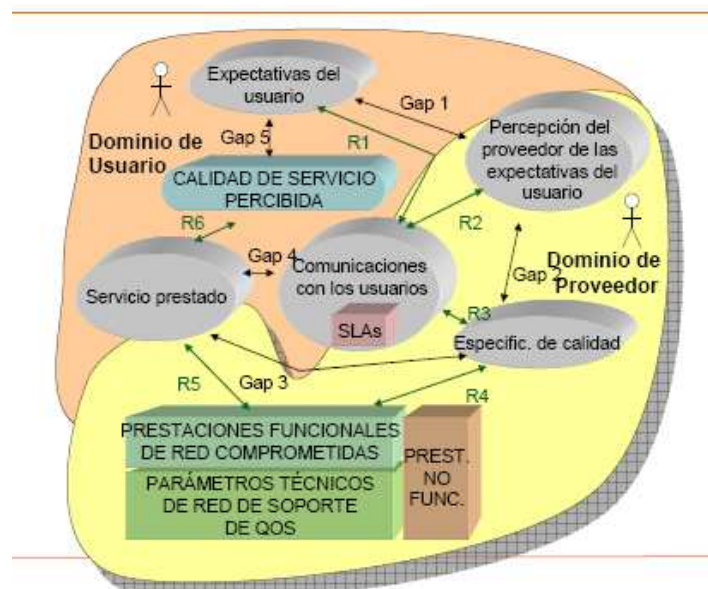 Expectativas del
usuario
Gap 1
Percepción del
proveedor de las
expectativas del
usuario
Dominio de
Usuario
Gap 5
R1
CALIDAD DE SERVICIO
PERCIBIDA
R6
R2
Gap 4
Comunicaciones
con los usuarios
Dominio de
Proveedor
Gap 2
Servicio prestado
SLAs
R3
Especific. de calidad
Gap 3
R5
R4
PRESTACIONES FUNCIONALES
DE RED COMPROMETIDAS
PREST.
NO
FUNC.
PARÁMETROS TÉCNICOS
DE RED DE SOPORTE
DE QOS